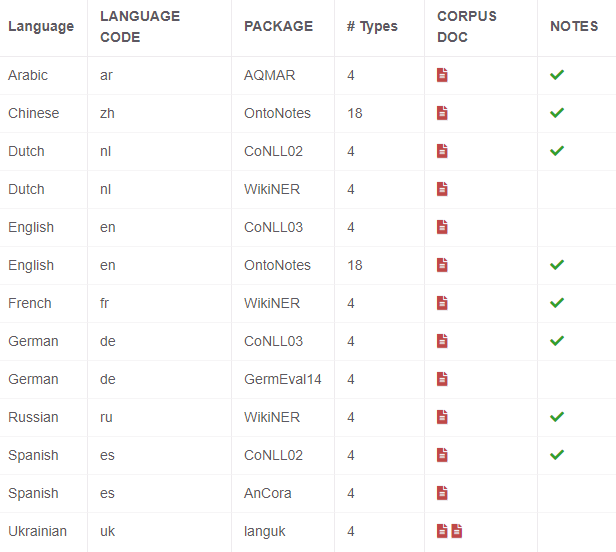 Language LANGUAGE CODE PACKAGE # Types CORPUS DOC NOTES
Arabic ar AQMAR 4
Chinese zh OntoNotes 18
Dutch nl CoNLL02 4
Dutch nl WikiNER 4
English en CoNLL03 4
English en OntoNotes 18
French fr WikiNER 4
German de CoNLL03 4
German de GermEval14 4
Russian ru WikiNER 4
Spanish es CoNLL02 4
Spanish es AnCora 4
Ukrainian uk languk 4